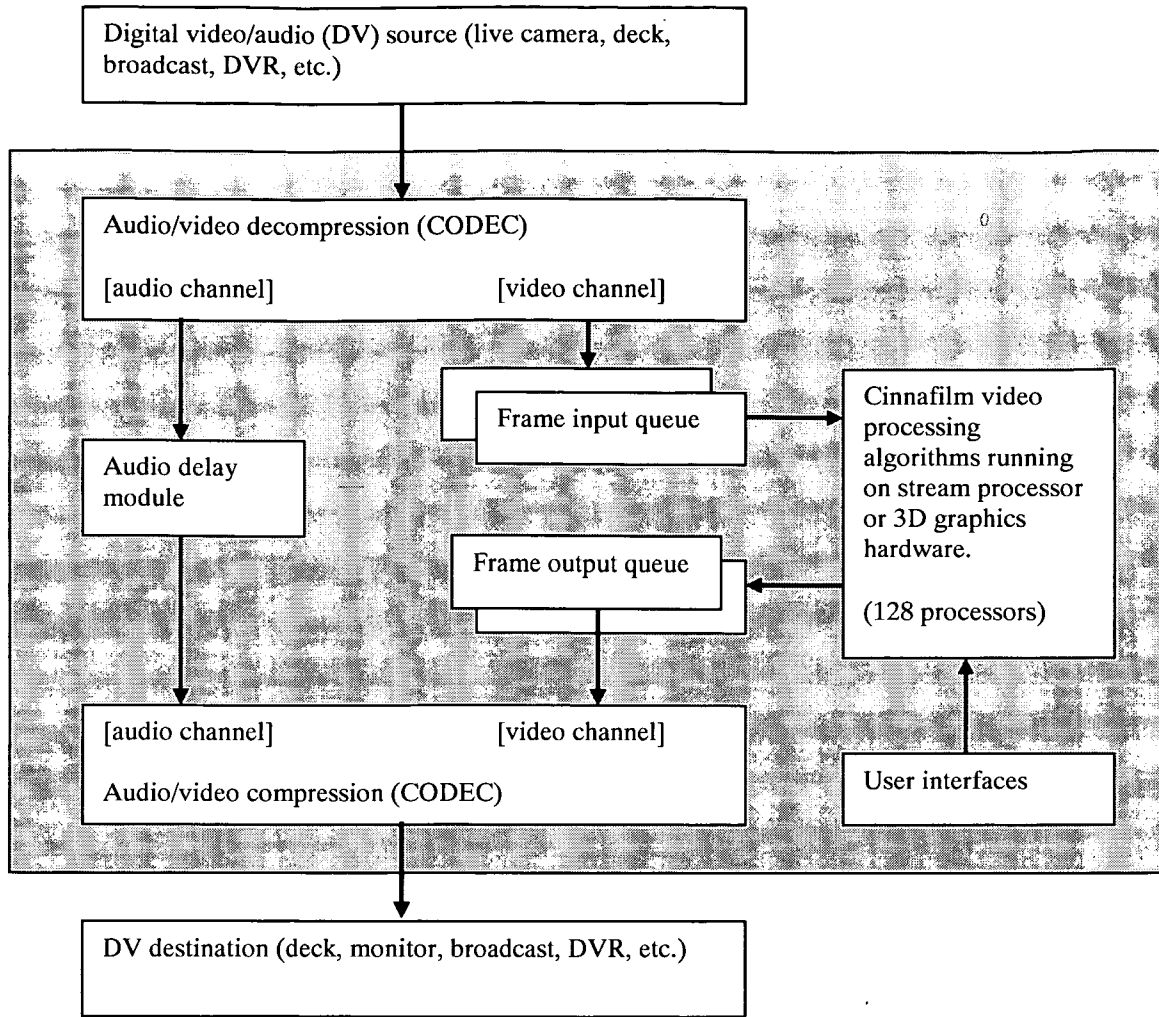 Digital video/audio (DV) source (live camera, deck,
broadcast, DVR, etc.)
Audio/video decompression (CODEC)
[audio channel]
[video channel]
Frame input queue
Cinnafilm video
processing
algorithms running
on stream processor
or 3D graphics
hardware.
(128 processors)
Audio delay
module
Frame output queue
[audio channel]
[video channel]
Audio/video compression (CODEC)
User interfaces
DV destination (deck, monitor, broadcast, DVR, etc.)